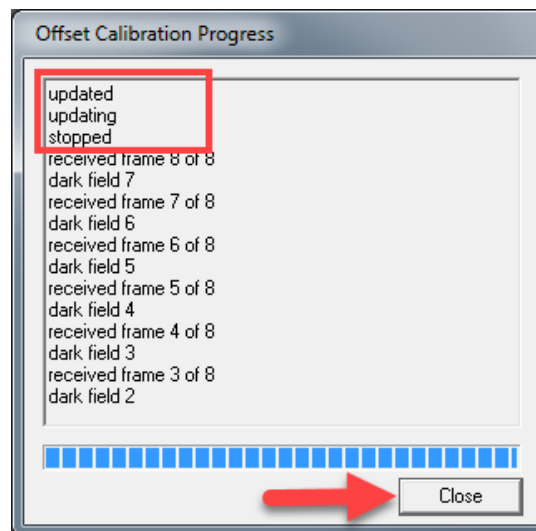 Offset Calibration Progress
updated
updating
stopped
received frame 8 of 8
dark field 7
received frame 7 of 8
dark field 6
received frame 6 of 8
dark field 5
received frame 5 of 8
dark field 4
received frame 4 of 8
dark field 3
received frame 3 of 8
dark field 2
Close